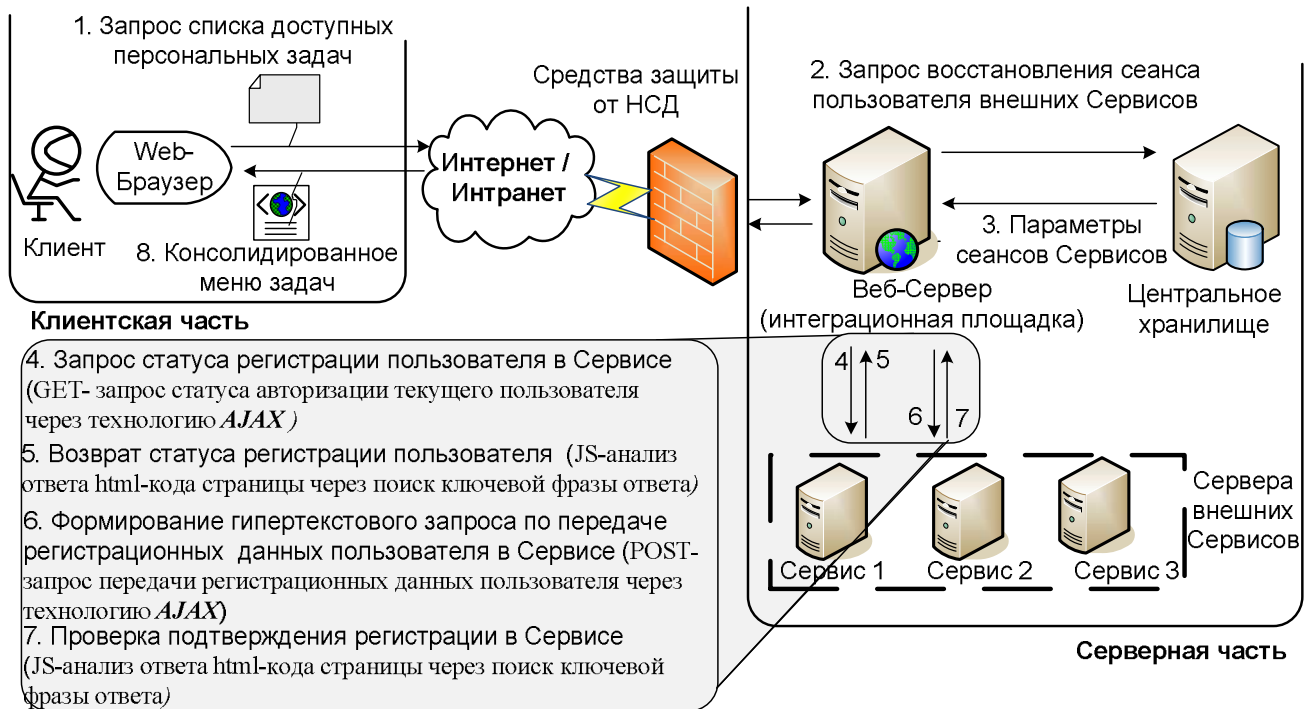 1. Запрос списка доступных
персональных задач
Средства защиты
от НСД
2. Запрос восстановления сеанса
пользователя внешних Сервисов
Web-
Браузер
Интернет /
Интранет
Клиент
8. Консолидированное
меню задач
3. Параметры
сеансов Сервисов
Веб-Сервер
(интеграционная площадка)
Центральное
хранилище
Клиентская часть
4. Запрос статуса регистрации пользователя в Сервисе
(GET- запрос статуса авторизации текущего пользователя
через технологию AJAX )
5. Возврат статуса регистрации пользователя (JS-анализ
ответа html-кода страницы через поиск ключевой фразы ответа)
6. Формирование гипертекстового запроса по передаче
регистрационных данных пользователя в Сервисе (POST-
запрос передачи регистрационных данных пользователя через
технологию AJAX)
7. Проверка подтверждения регистрации в Сервисе
(JS-анализ ответа html-кода страницы через поиск ключевой
фразы ответа)
4
5
6
7
Сервис 1
Сервис 2
Сервис 3
Сервера
внешних
Сервисов
Серверная часть